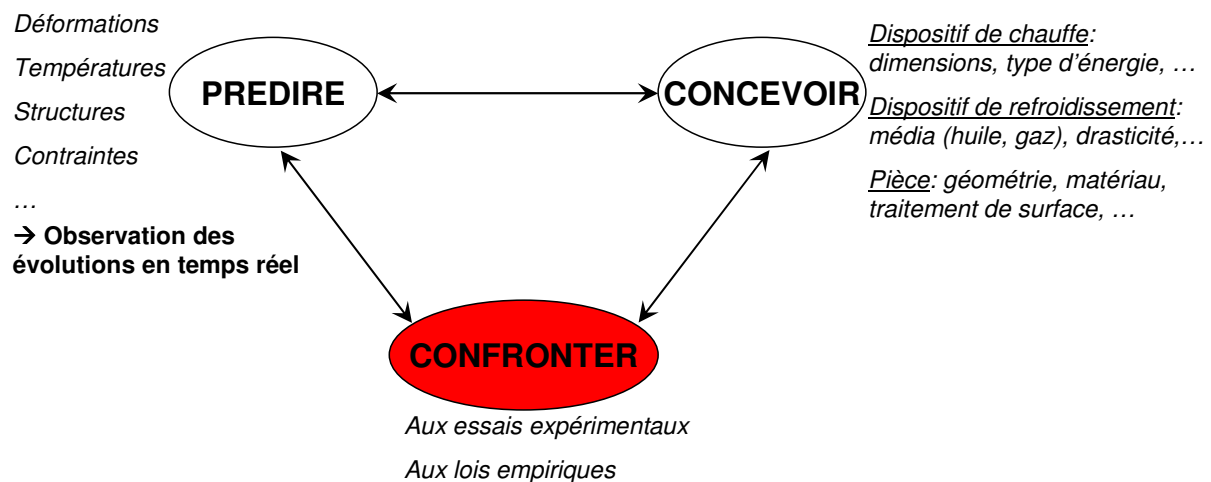 Déformations
Températures
Structures
Contraintes
…
→ Observation des
évolutions en temps réel
PREDIRE
CONCEVOIR
Dispositif de chauffe:
dimensions, type d’énergie, …
Dispositif de refroidissement:
média (huile, gaz), drasticité,…
Pièce: géométrie, matériau,
traitement de surface, …
CONFRONTER
Aux essais expérimentaux
Aux lois empiriques